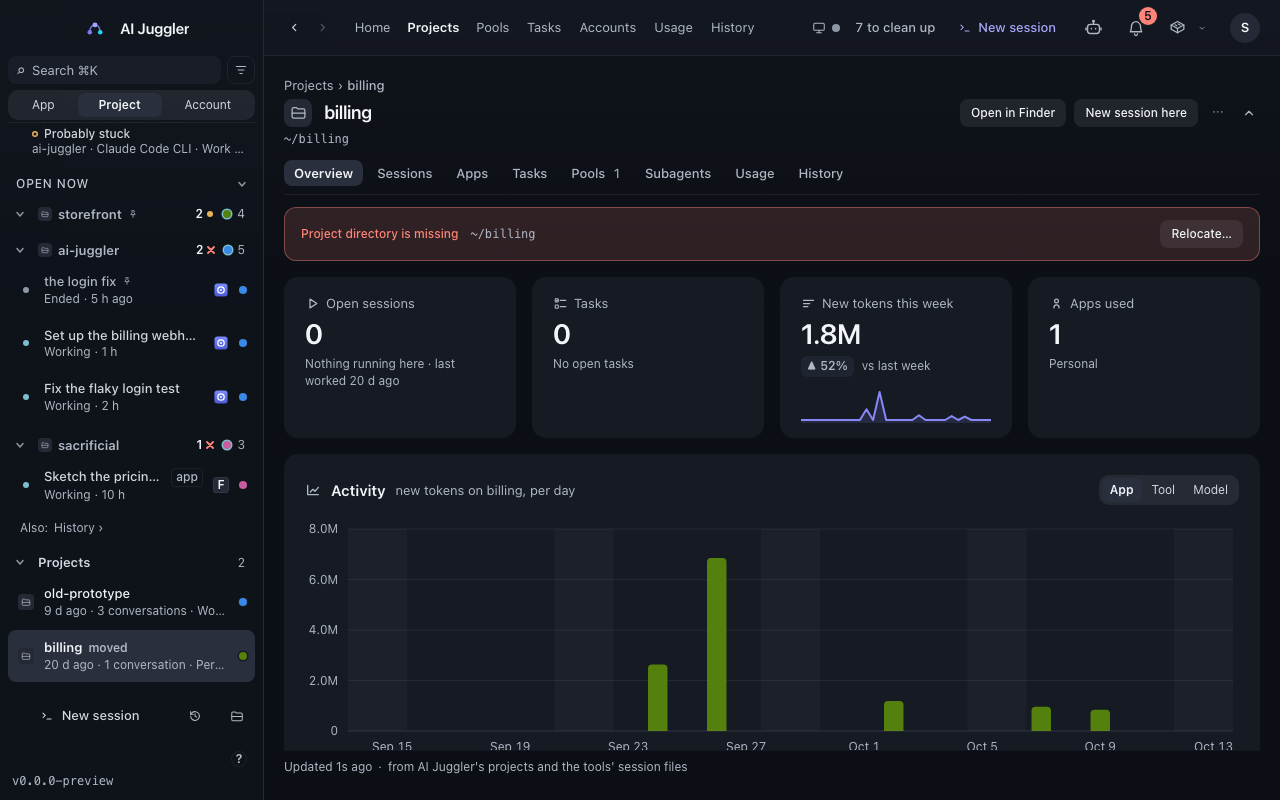 AI Juggler
Search ⌘K
App Project Account
Probably stuck
ai-juggler · Claude Code CLI · Work ...
OPEN NOW
storefront 2 4
ai-juggler 2 5
the login fix
Ended · 5 h ago
Set up the billing webh...
Working · 1 h
Fix the flaky login test
Working · 2 h
sacrificial 1 3
Sketch the pricin... app F
Working · 10 h
Also: History ›
Projects 2
old-prototype
9 d ago · 3 conversations · Wo...
billing moved
20 d ago · 1 conversation · Per...
New session
?
v0.0.0-preview
Home Projects Pools Tasks Accounts Usage History
7 to clean up
New session
5
S
Projects › billing
billing
Open in Finder New session here ...
~/billing
Overview Sessions Apps Tasks Pools 1 Subagents Usage History
Project directory is missing ~/billing Relocate...
Open sessions
0
Nothing running here · last
worked 20 d ago
Tasks
0
No open tasks
New tokens this week
1.8M
▲ 52% vs last week
Apps used
1
Personal
Activity new tokens on billing, per day
App Tool Model
8.0M
6.0M
4.0M
2.0M
0
Sep 15 Sep 19 Sep 23 Sep 27 Oct 1 Oct 5 Oct 9 Oct 13
Updated 1s ago · from AI Juggler's projects and the tools' session files